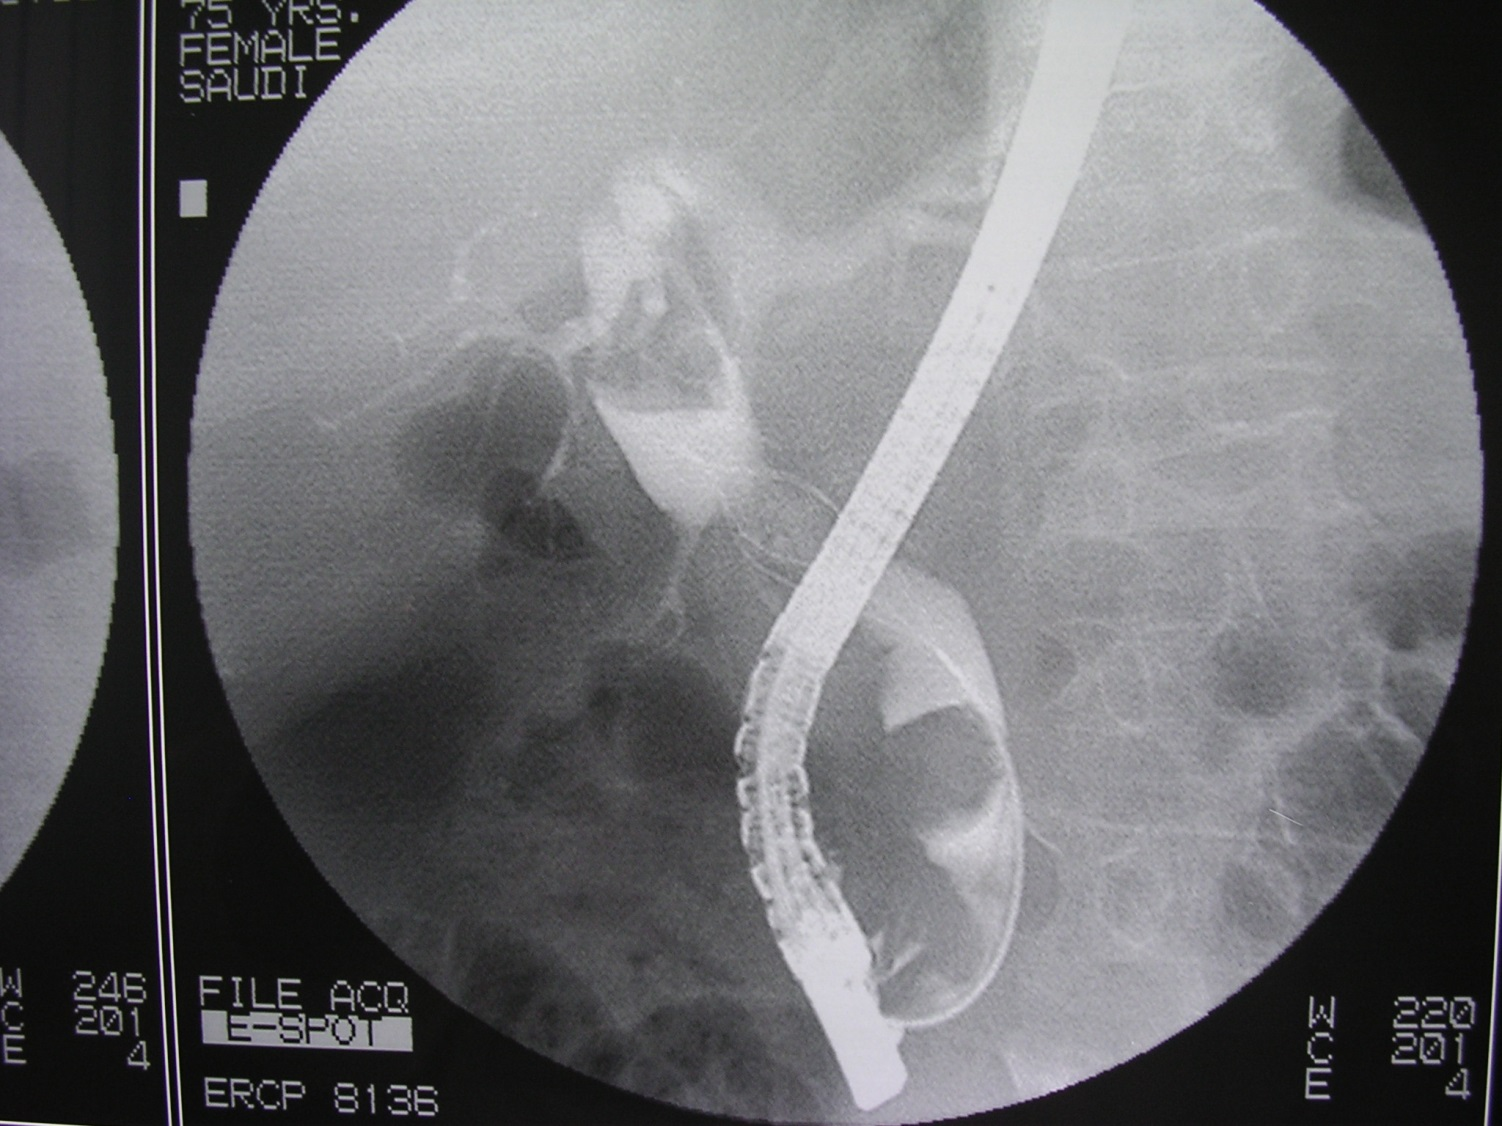 75 YRS.
FEMALE
SAUDI
W 246
C 201
E 4
FILE ACQ
E-SPOT
ERCP 8136
W 220
C 201
E 4